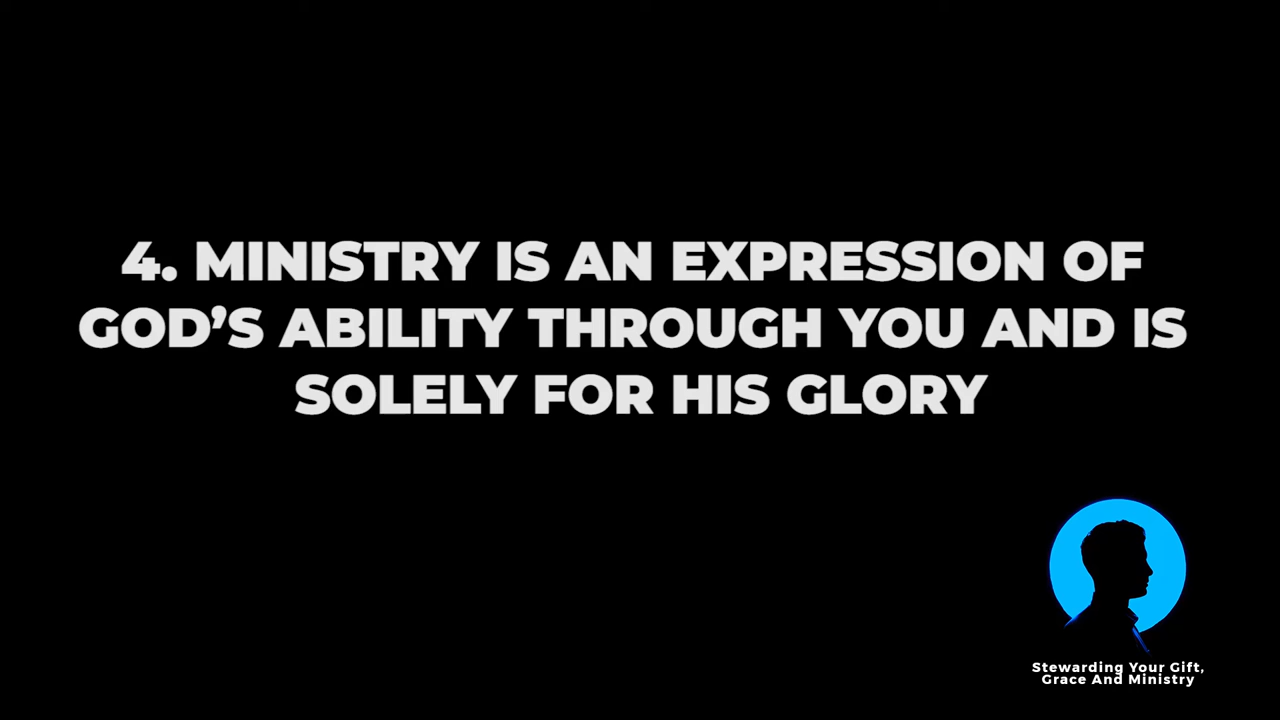 4. MINISTRY IS AN EXPRESSION OF
GOD’S ABILITY THROUGH YOU AND IS
SOLELY FOR HIS GLORY
Stewarding Your Gift,
Grace And Ministry